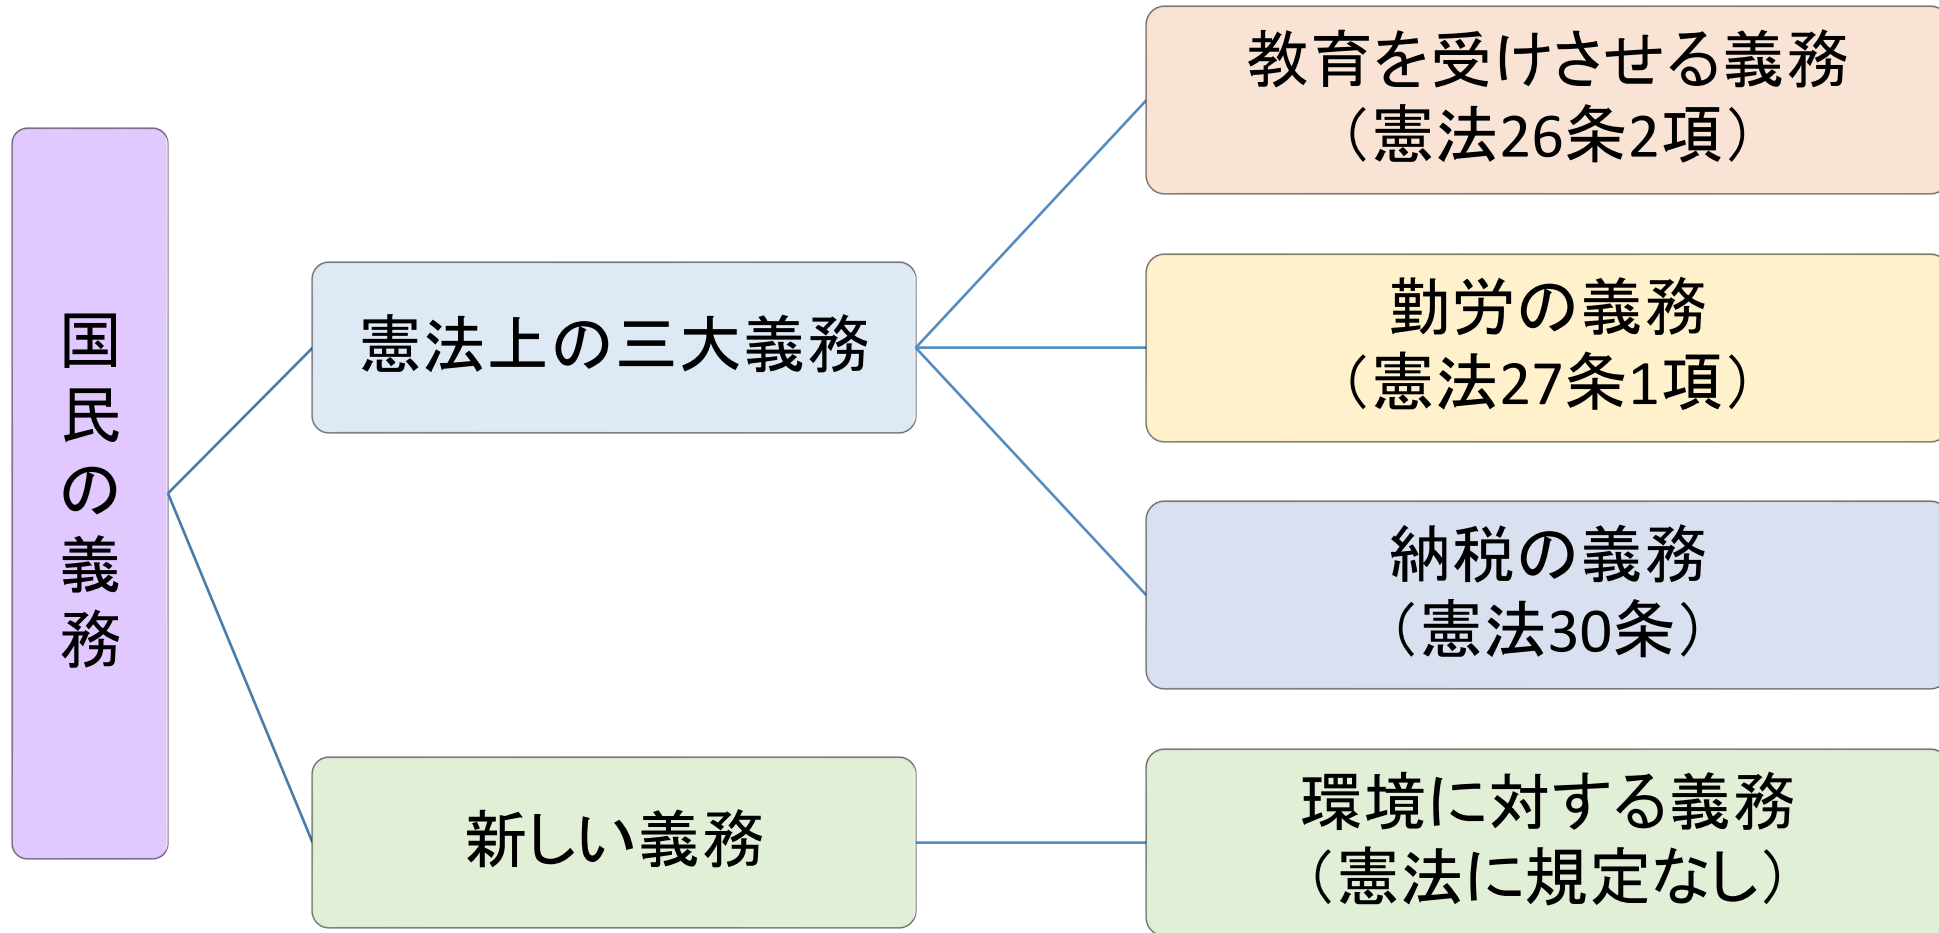 国民の義務
憲法上の三大義務
教育を受けさせる義務
（憲法26条2項）
勤労の義務
（憲法27条1項）
納税の義務
（憲法30条）
新しい義務
環境に対する義務
（憲法に規定なし）